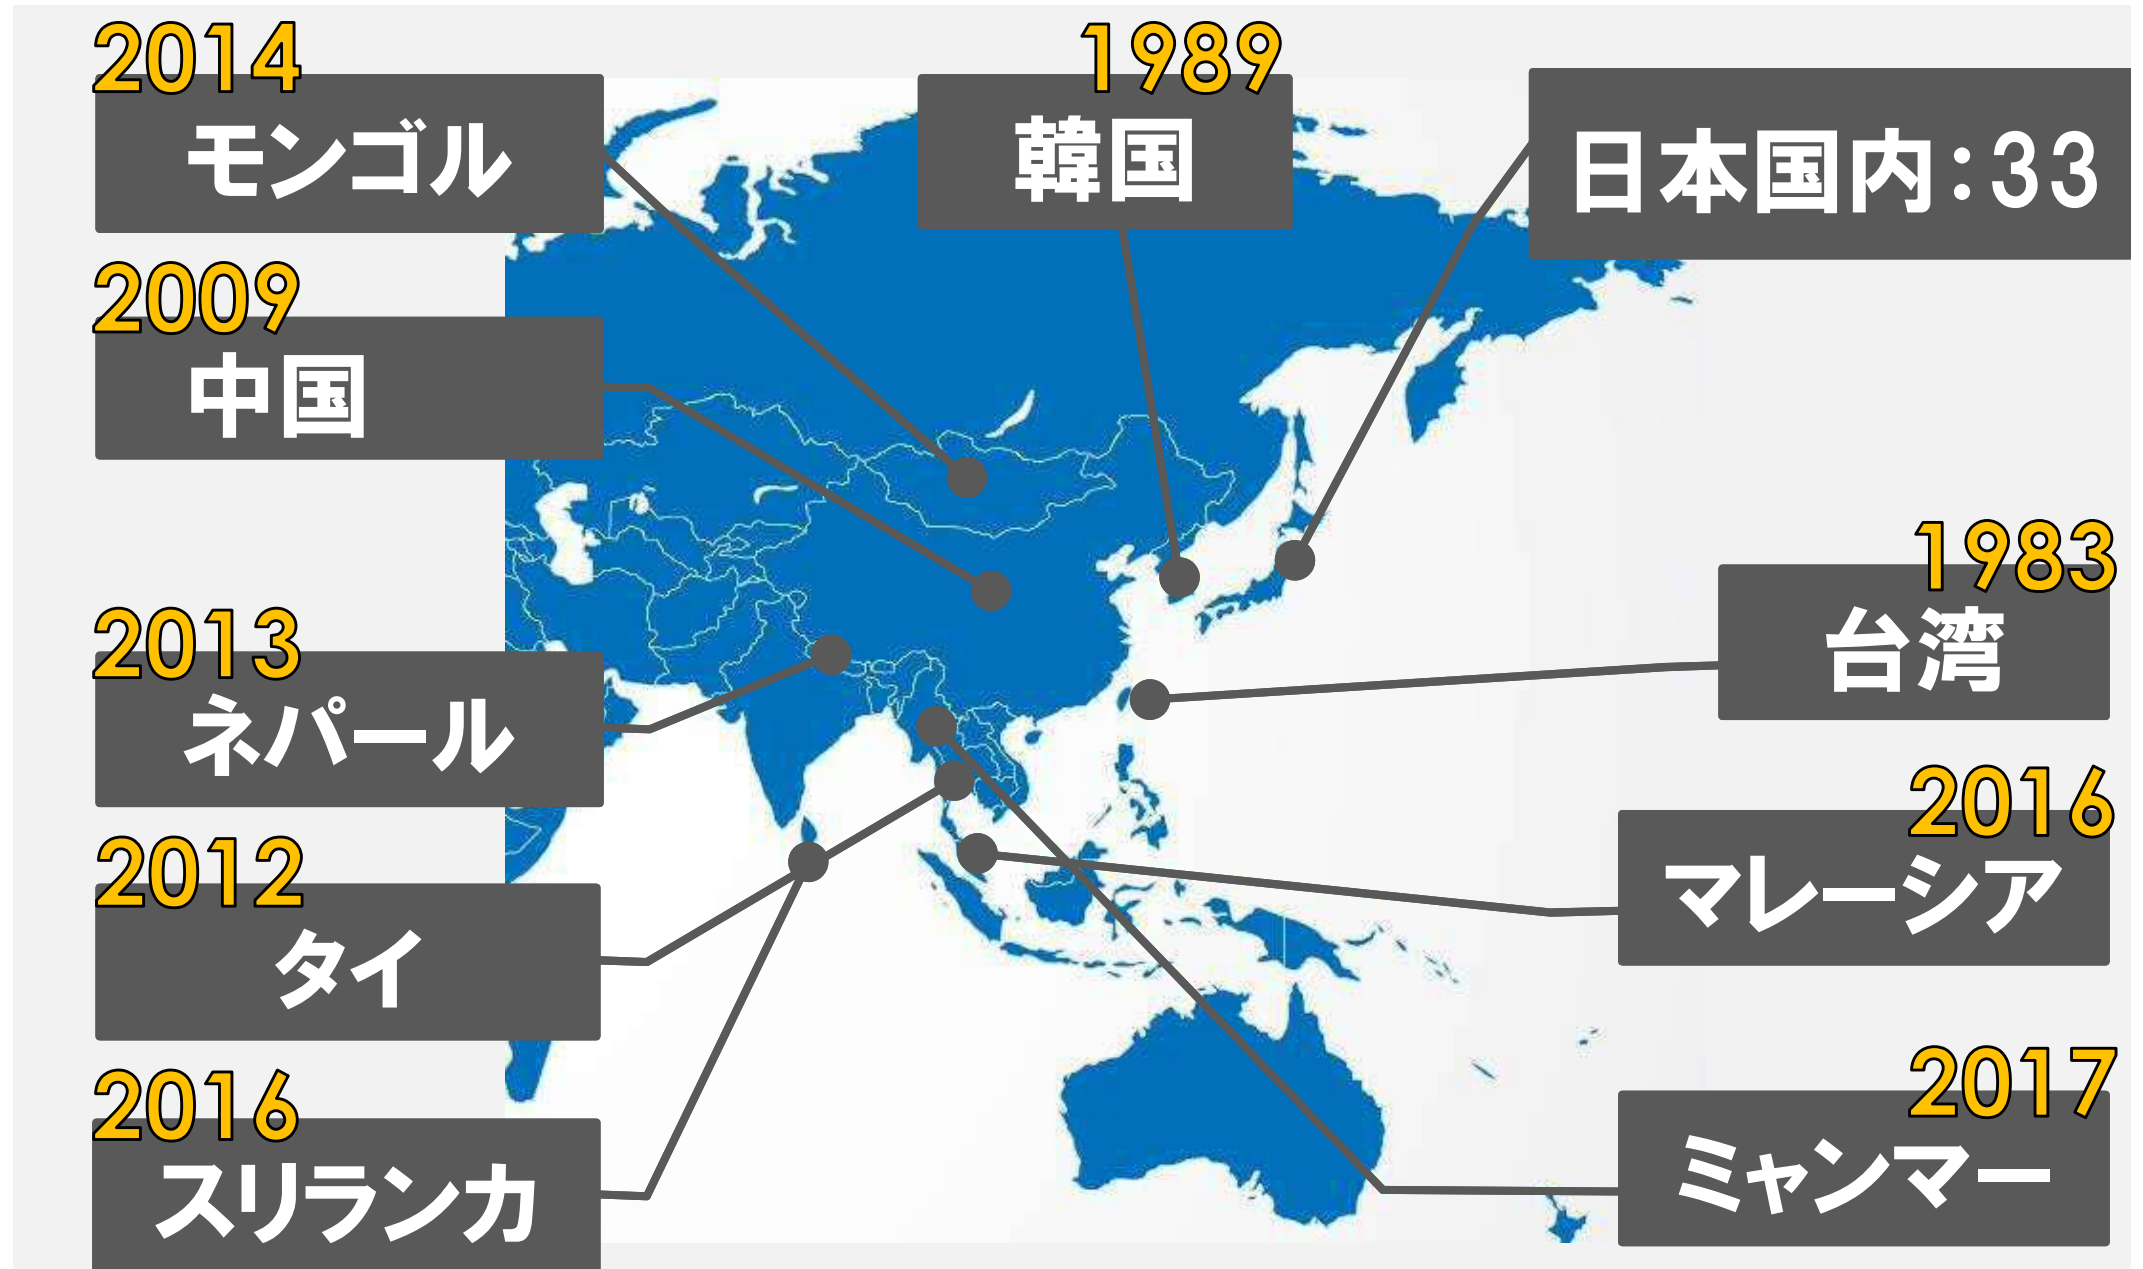 2014
モンゴル
1989
韓国
日本国内:33
2009
中国
1983
台湾
2013
ネパール
2016
マレーシア
2012
タイ
2017
ミャンマー
2016
スリランカ